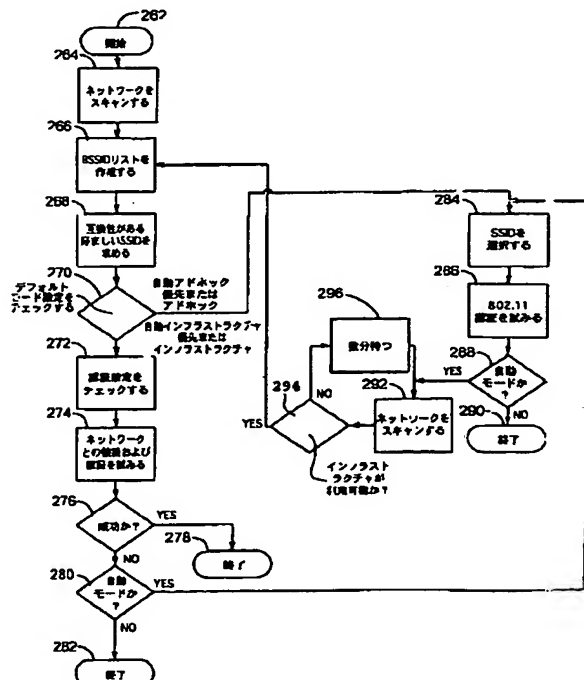 262
開始
264
ネットワークを
スキャンする
266
BSSIDリストを
作成する
268
互換性がある
好ましいSSIDを
求める
270
デフォルト
モード設定を
チェックする
自動アドホック
優先または
アドホック
自動インフラストラクチャ
優先または
インフラストラクチャ
272
設定を
チェックする
274
ネットワーク
との
を試みる
276
成功か?
YES
278
終了
NO
280
自動
モードか
?
YES
NO
282
終了
284
SSIDを
選択する
286
802.11
認証を試みる
288
自動
モードか
?
YES
NO
290
終了
292
ネットワークを
スキャンする
294
YES
NO
インフラスト
ラクチャが
利用可能か?
296
数分待つ